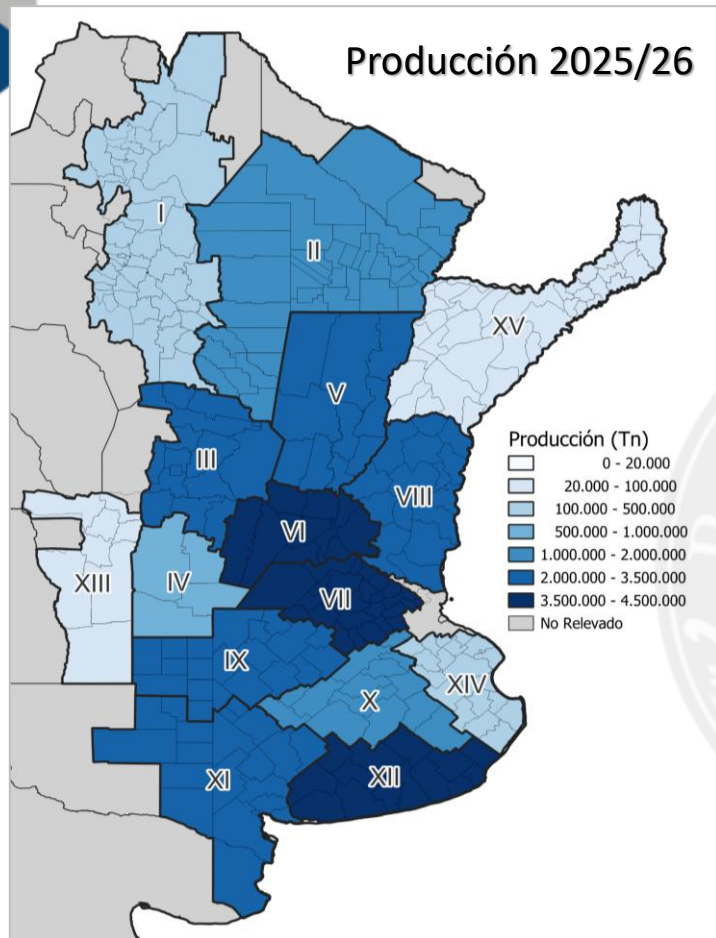 Producción 2025/26
I
II
XV
V
III
VIII
VI
XIII
IV
VII
IX
XIV
X
XI
XII
Producción (Tn)
0 - 20.000
20.000 - 100.000
100.000 - 500.000
500.000 - 1.000.000
1.000.000 - 2.000.000
2.000.000 - 3.500.000
3.500.000 - 4.500.000
No Relevado